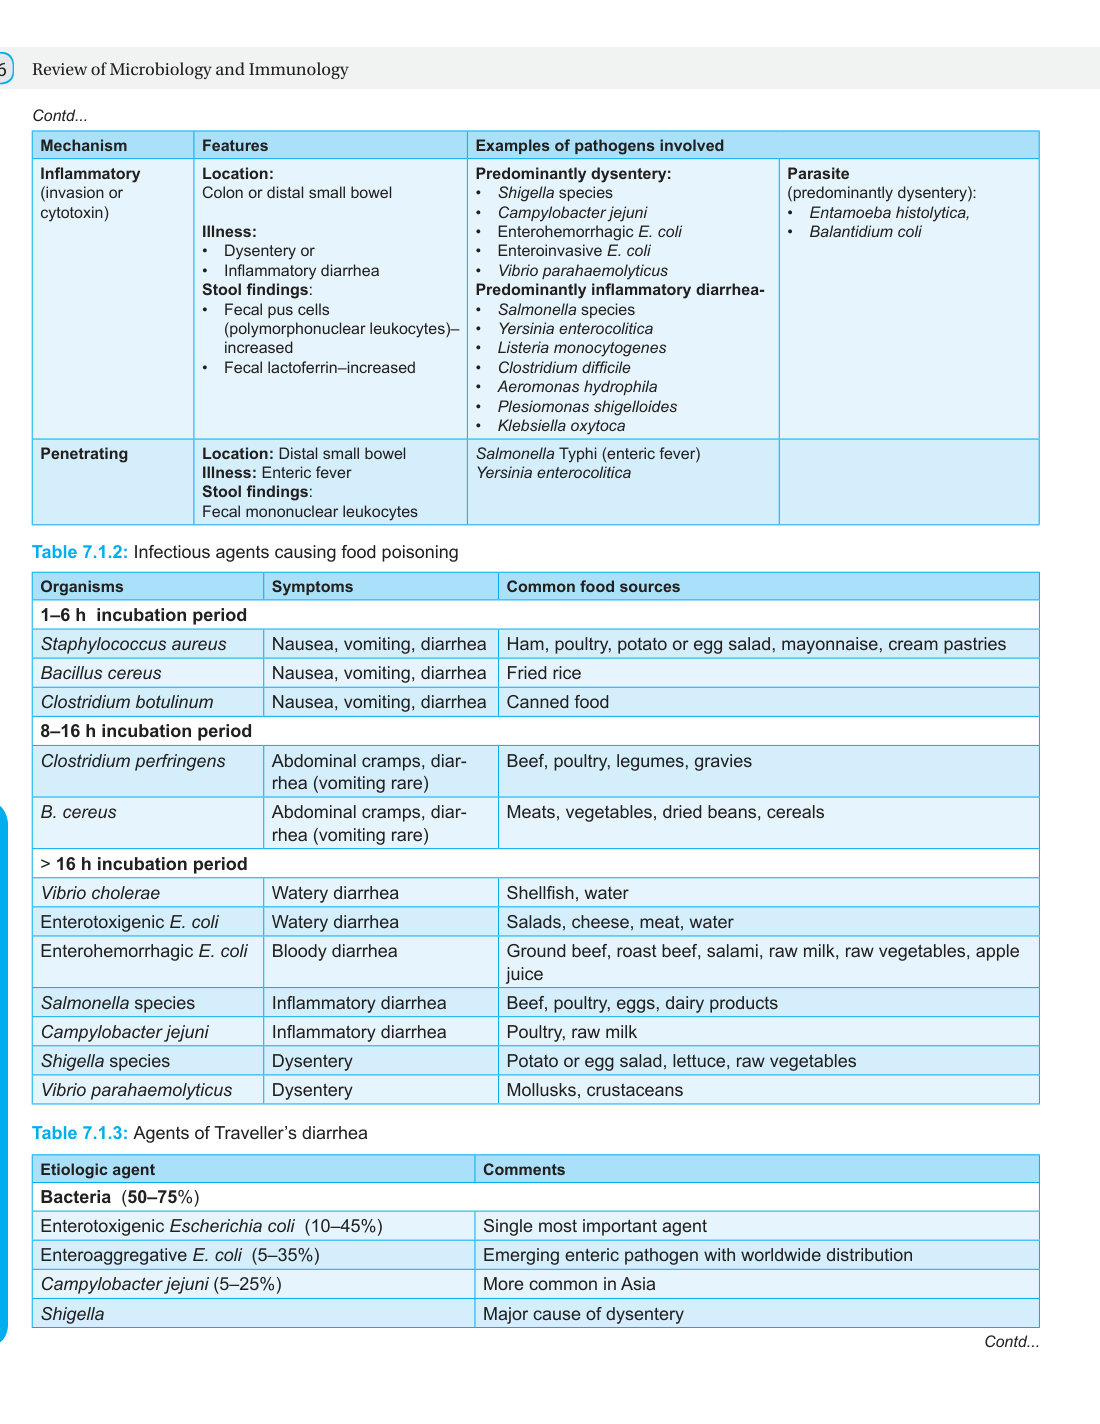 6 Review of Microbiology and Immunology
Contd...
Mechanism Features Examples of pathogens involved
Inflammatory
(invasion or
cytotoxin)
Location:
Colon or distal small bowel
Illness:
• Dysentery or
• Inflammatory diarrhea
Stool findings:
• Fecal pus cells
(polymorphonuclear leukocytes)–
increased
• Fecal lactoferrin–increased
Predominantly dysentery:
• Shigella species
• Campylobacter jejuni
• Enterohemorrhagic E. coli
• Enteroinvasive E. coli
• Vibrio parahaemolyticus
Predominantly inflammatory diarrhea-
• Salmonella species
• Yersinia enterocolitica
• Listeria monocytogenes
• Clostridium difficile
• Aeromonas hydrophila
• Plesiomonas shigelloides
• Klebsiella oxytoca
Parasite
(predominantly dysentery):
• Entamoeba histolytica,
• Balantidium coli
Penetrating
Location: Distal small bowel
Illness: Enteric fever
Stool findings:
Fecal mononuclear leukocytes
Salmonella Typhi (enteric fever)
Yersinia enterocolitica
Table 7.1.2: Infectious agents causing food poisoning
Organisms Symptoms Common food sources
1–6 h incubation period
Staphylococcus aureus Nausea, vomiting, diarrhea Ham, poultry, potato or egg salad, mayonnaise, cream pastries
Bacillus cereus Nausea, vomiting, diarrhea Fried rice
Clostridium botulinum Nausea, vomiting, diarrhea Canned food
8–16 h incubation period
Clostridium perfringens Abdominal cramps, diar- Beef, poultry, legumes, gravies
rhea (vomiting rare)
B. cereus Abdominal cramps, diar- Meats, vegetables, dried beans, cereals
rhea (vomiting rare)
> 16 h incubation period
Vibrio cholerae Watery diarrhea Shellfish, water
Enterotoxigenic E. coli Watery diarrhea Salads, cheese, meat, water
Enterohemorrhagic E. coli Bloody diarrhea Ground beef, roast beef, salami, raw milk, raw vegetables, apple
juice
Salmonella species Inflammatory diarrhea Beef, poultry, eggs, dairy products
Campylobacter jejuni Inflammatory diarrhea Poultry, raw milk
Shigella species Dysentery Potato or egg salad, lettuce, raw vegetables
Vibrio parahaemolyticus Dysentery Mollusks, crustaceans
Table 7.1.3: Agents of Traveller's diarrhea
Etiologic agent Comments
Bacteria (50–75%)
Enterotoxigenic Escherichia coli (10–45%) Single most important agent
Enteroaggregative E. coli (5–35%) Emerging enteric pathogen with worldwide distribution
Campylobacter jejuni (5–25%) More common in Asia
Shigella Major cause of dysentery
Contd...